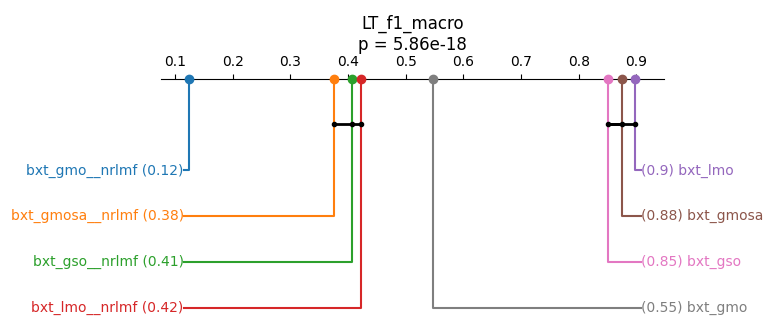 LT_f1_macro
p = 5.86e-18
0.1 0.2 0.3 0.4 0.5 0.6 0.7 0.8 0.9
bxt_gmo__nrlmf (0.12) (0.9) bxt_lmo
bxt_gmosa__nrlmf (0.38) (0.88) bxt_gmosa
bxt_gso__nrlmf (0.41) (0.85) bxt_gso
bxt_lmo__nrlmf (0.42) (0.55) bxt_gmo